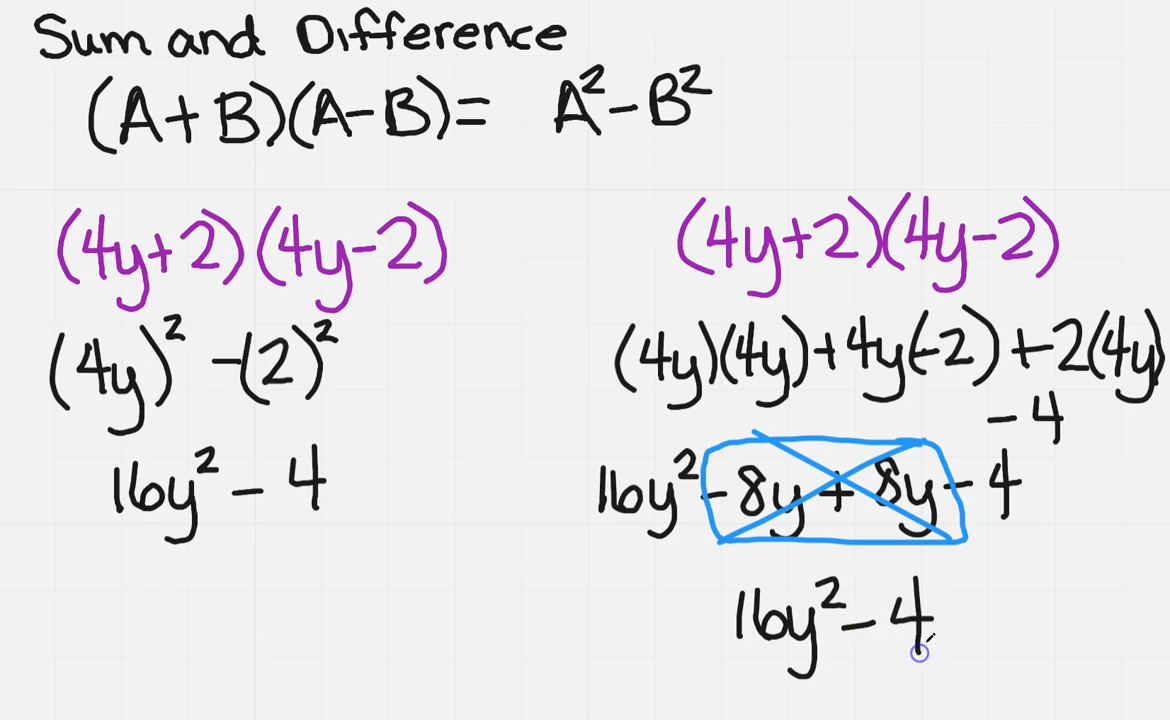 Sum and Difference
(A+B)(A-B)= A²-B²
(4y+2)(4y-2)
(4y)² -(2)²
16y² - 4
(4y+2)(4y-2)
(4y)(4y)+4y(-2)+2(4y)
-4
16y²-8y+8y-4
16y²-4